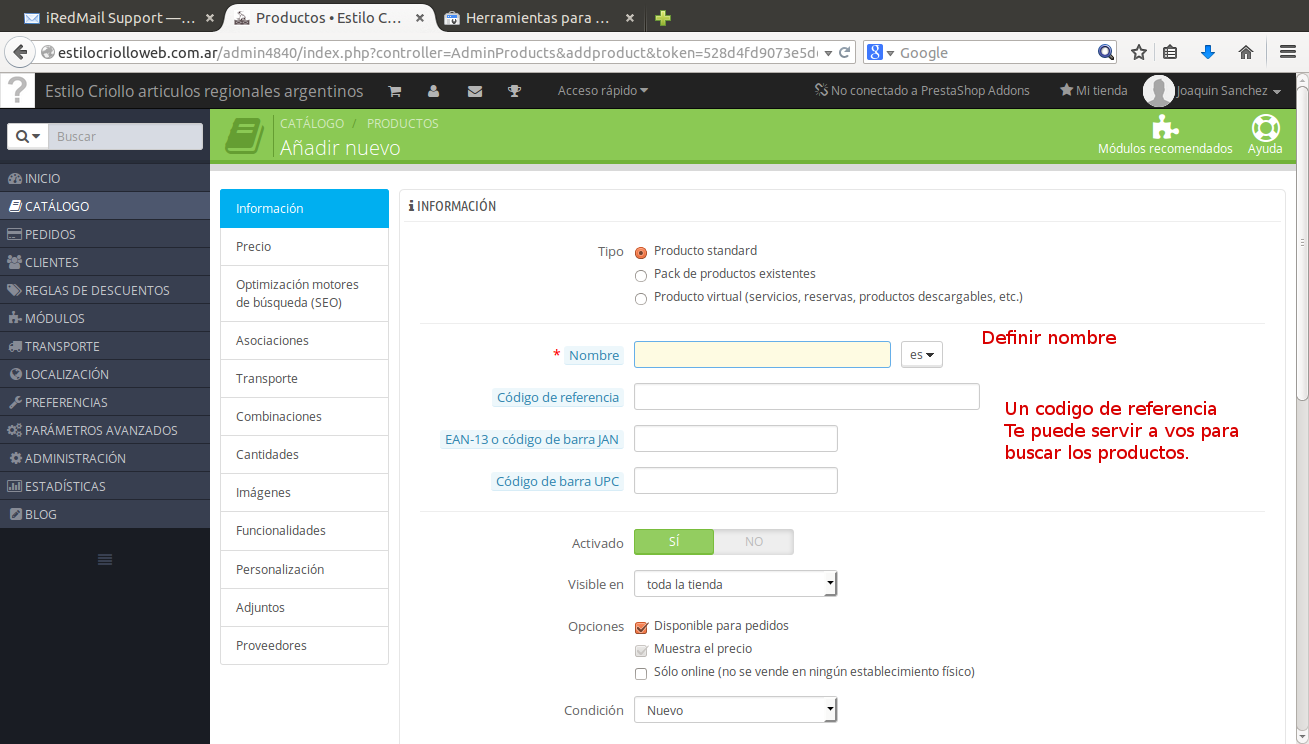 iRedMail Support —...
Productos • Estilo C...
Herramientas para ...
estilocriolloweb.com.ar/admin4840/index.php?controller=AdminProducts&addproduct&token=528d4fd9073e5d
Google
Estilo Criollo articulos regionales argentinos
Acceso rápido
No conectado a PrestaShop Addons
Mi tienda
Joaquin Sanchez
Buscar
CATÁLOGO / PRODUCTOS
Añadir nuevo
Módulos recomendados
Ayuda
INICIO
CATÁLOGO
PEDIDOS
CLIENTES
REGLAS DE DESCUENTOS
MÓDULOS
TRANSPORTE
LOCALIZACIÓN
PREFERENCIAS
PARÁMETROS AVANZADOS
ADMINISTRACIÓN
ESTADÍSTICAS
BLOG
Información
Precio
Optimización motores
de búsqueda (SEO)
Asociaciones
Transporte
Combinaciones
Cantidades
Imágenes
Funcionalidades
Personalización
Adjuntos
Proveedores
INFORMACIÓN
Tipo
Producto standard
Pack de productos existentes
Producto virtual (servicios, reservas, productos descargables, etc.)
* Nombre
es
Definir nombre
Código de referencia
Un codigo de referencia
Te puede servir a vos para
buscar los productos.
EAN-13 o código de barra JAN
Código de barra UPC
Activado
SÍ
NO
Visible en
toda la tienda
Opciones
Disponible para pedidos
Muestra el precio
Sólo online (no se vende en ningún establecimiento físico)
Condición
Nuevo